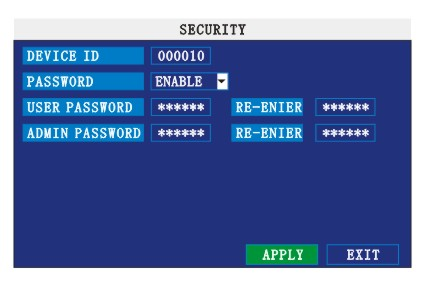 SECURITY
DEVICE ID 000010
PASSWORD ENABLE
USER PASSWORD ****** RE-ENIER ******
ADMIN PASSWORD ****** RE-ENIER ******
APPLY EXIT